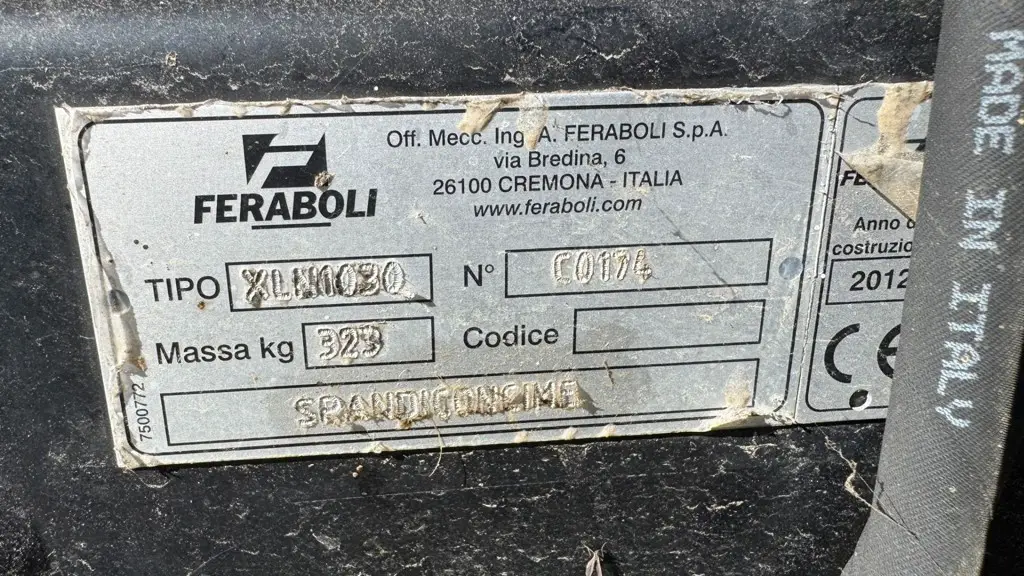 FERABOLI
Off. Mecc. Ing. A. FERABOLI S.p.A.
via Bredina, 6
26100 CREMONA - ITALIA
www.feraboli.com
TIPO XLN1030 N° C0174
Massa kg 323 Codice
SPANDICONCIME
7500772
FE
Anno d
costruzio
2012
CE
MADE IN ITALY